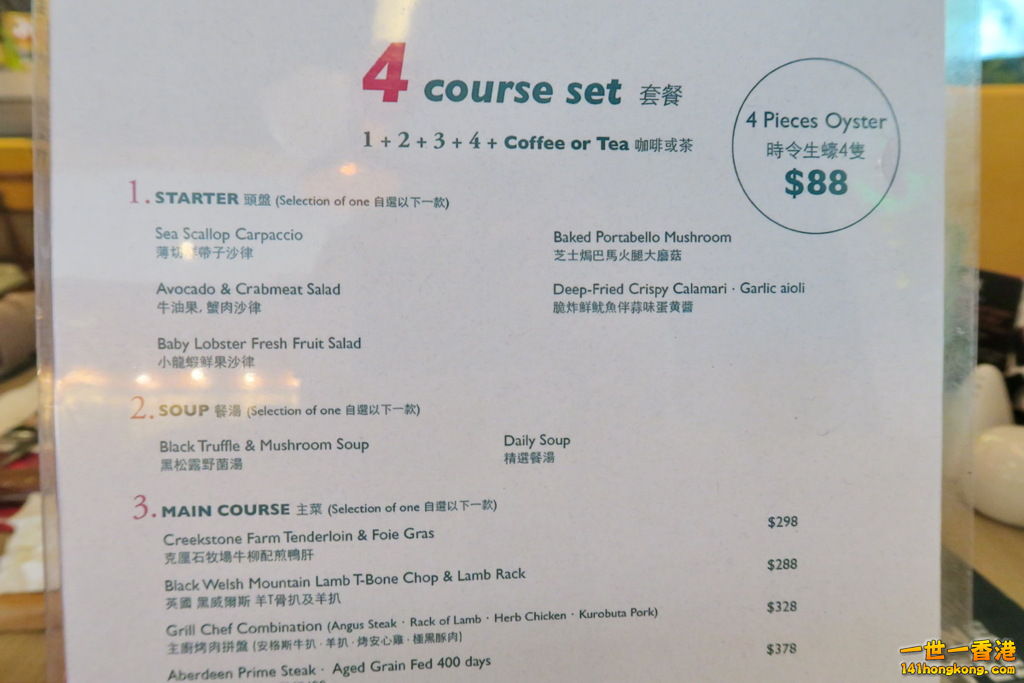 4 course set 套餐
1 + 2 + 3 + 4 + Coffee or Tea 咖啡或茶
4 Pieces Oyster
時令生蠔4隻
$88
1. STARTER 頭盤 (Selection of one 自選以下一款)
Sea Scallop Carpaccio
薄切 帶子沙律
Baked Portabello Mushroom
芝士焗巴馬火腿大蘑菇
Avocado & Crabmeat Salad
牛油果, 蟹肉沙律
Deep-Fried Crispy Calamari · Garlic aioli
脆炸鮮魷魚伴蒜味蛋黄醬
Baby Lobster Fresh Fruit Salad
小龍蝦鮮果沙律
2. SOUP 餐湯 (Selection of one 自選以下一款)
Black Truffle & Mushroom Soup
黑松露野菌湯
Daily Soup
精選餐湯
3. MAIN COURSE 主菜 (Selection of one 自選以下一款)
Creekstone Farm Tenderloin & Foie Gras $298
克厘石牧場牛柳配煎鴨肝
Black Welsh Mountain Lamb T-Bone Chop & Lamb Rack $288
英國 黑威爾斯 羊T骨扒及羊扒
Grill Chef Combination (Angus Steak · Rack of Lamb · Herb Chicken · Kurobuta Pork) $328
主廚烤肉拼盤 (安格斯牛扒 · 羊扒 · 烤安心雞 · 極黑豚肉)
Aberdeen Prime Steak · Aged Grain Fed 400 days $378
一世一香港
141hongkong.com